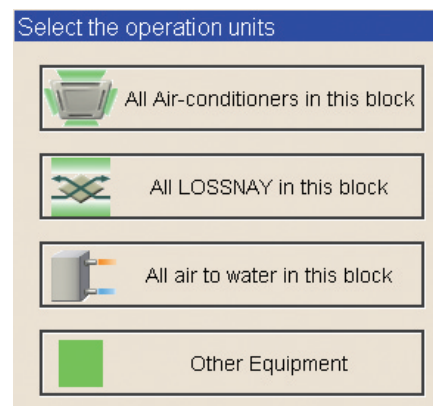 Select the operation units
All Air-conditioners in this block
All LOSSNAY in this block
All air to water in this block
Other Equipment